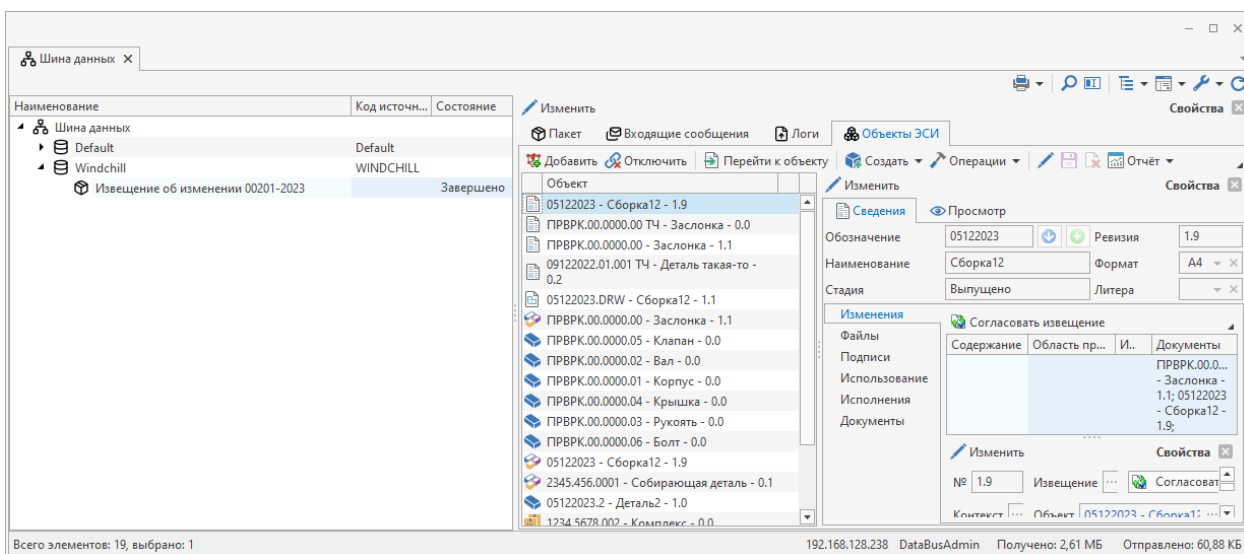 Шина данных
Наименование Код источн... Состояние
Шина данных
Default Default
Windchill WINDCHILL
Извещение об изменении 00201-2023 Завершено
Изменить Свойства
Пакет Входящие сообщения Логи Объекты ЭСИ
Добавить Отключить Перейти к объекту Создать Операции Отчёт
Объект
05122023 - Сборка12 - 1.9
ПРВРК.00.0000.00 ТЧ - Заслонка - 0.0
ПРВРК.00.0000.00 - Заслонка - 1.1
09122022.01.001 ТЧ - Деталь такая-то -
0.2
05122023.DRW - Сборка12 - 1.1
ПРВРК.00.0000.00 - Заслонка - 1.1
ПРВРК.00.0000.05 - Клапан - 0.0
ПРВРК.00.0000.02 - Вал - 0.0
ПРВРК.00.0000.01 - Корпус - 0.0
ПРВРК.00.0000.04 - Крышка - 0.0
ПРВРК.00.0000.03 - Рукоять - 0.0
ПРВРК.00.0000.06 - Болт - 0.0
05122023 - Сборка12 - 1.9
2345.456.0001 - Собирающая деталь - 0.1
05122023.2 - Деталь2 - 1.0
1234.5678.002 - Комплекс - 0.0
Изменить Свойства
Сведения Просмотр
Обозначение 05122023 Ревизия 1.9
Наименование Сборка12 Формат A4
Стадия Выпущено Литера
Изменения
Файлы
Подписи
Использование
Исполнения
Документы
Согласовать извещение
Содержание Область пр... И... Документы
ПРВРК.00.0...
- Заслонка -
1.1; 05122023
- Сборка12 -
1.9;
Изменить Свойства
№ 1.9 Извещение ... Согласоват
Контекст ... Объект 05122023 - Сборка12 ...
Всего элементов: 19, выбрано: 1 192.168.128.238 DataBusAdmin Получено: 2,61 МБ Отправлено: 60,88 КБ